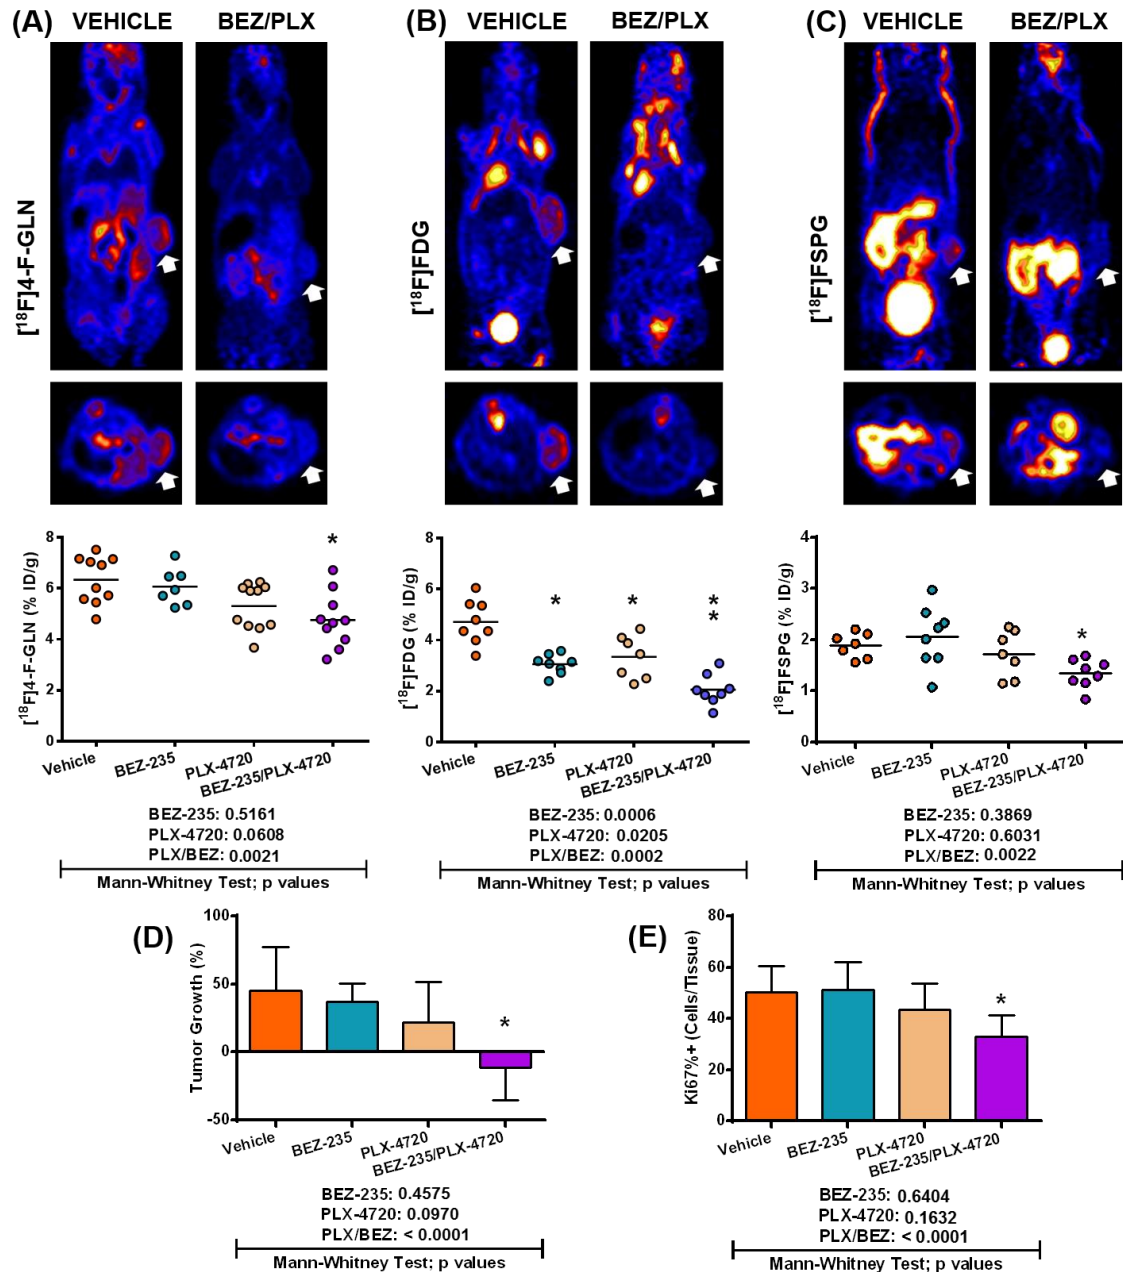 (A) VEHICLE BEZ/PLX
[¹⁸F]4-F-GLN
(B) VEHICLE BEZ/PLX
[¹⁸F]FDG
(C) VEHICLE BEZ/PLX
[¹⁸F]FSPG
[¹⁸F]4-F-GLN (% ID/g)
8
6
4
2
0
*
Vehicle
BEZ-235
PLX-4720
BEZ-235/PLX-4720
BEZ-235: 0.5161
PLX-4720: 0.0608
PLX/BEZ: 0.0021
Mann-Whitney Test; p values
[¹⁸F]FDG (% ID/g)
8
6
4
2
0
*
*
*
*
Vehicle
BEZ-235
PLX-4720
BEZ-235/PLX-4720
BEZ-235: 0.0006
PLX-4720: 0.0205
PLX/BEZ: 0.0002
Mann-Whitney Test; p values
[¹⁸F]FSPG (% ID/g)
4
3
2
1
0
*
Vehicle
BEZ-235
PLX-4720
BEZ-235/PLX-4720
BEZ-235: 0.3869
PLX-4720: 0.6031
PLX/BEZ: 0.0022
Mann-Whitney Test; p values
(D)
Tumor Growth (%)
100
50
0
-50
*
Vehicle
BEZ-235
PLX-4720
BEZ-235/PLX-4720
BEZ-235: 0.4575
PLX-4720: 0.0970
PLX/BEZ: < 0.0001
Mann-Whitney Test; p values
(E)
Ki67%+ (Cells/Tissue)
80
60
40
20
0
*
Vehicle
BEZ-235
PLX-4720
BEZ-235/PLX-4720
BEZ-235: 0.6404
PLX-4720: 0.1632
PLX/BEZ: < 0.0001
Mann-Whitney Test; p values